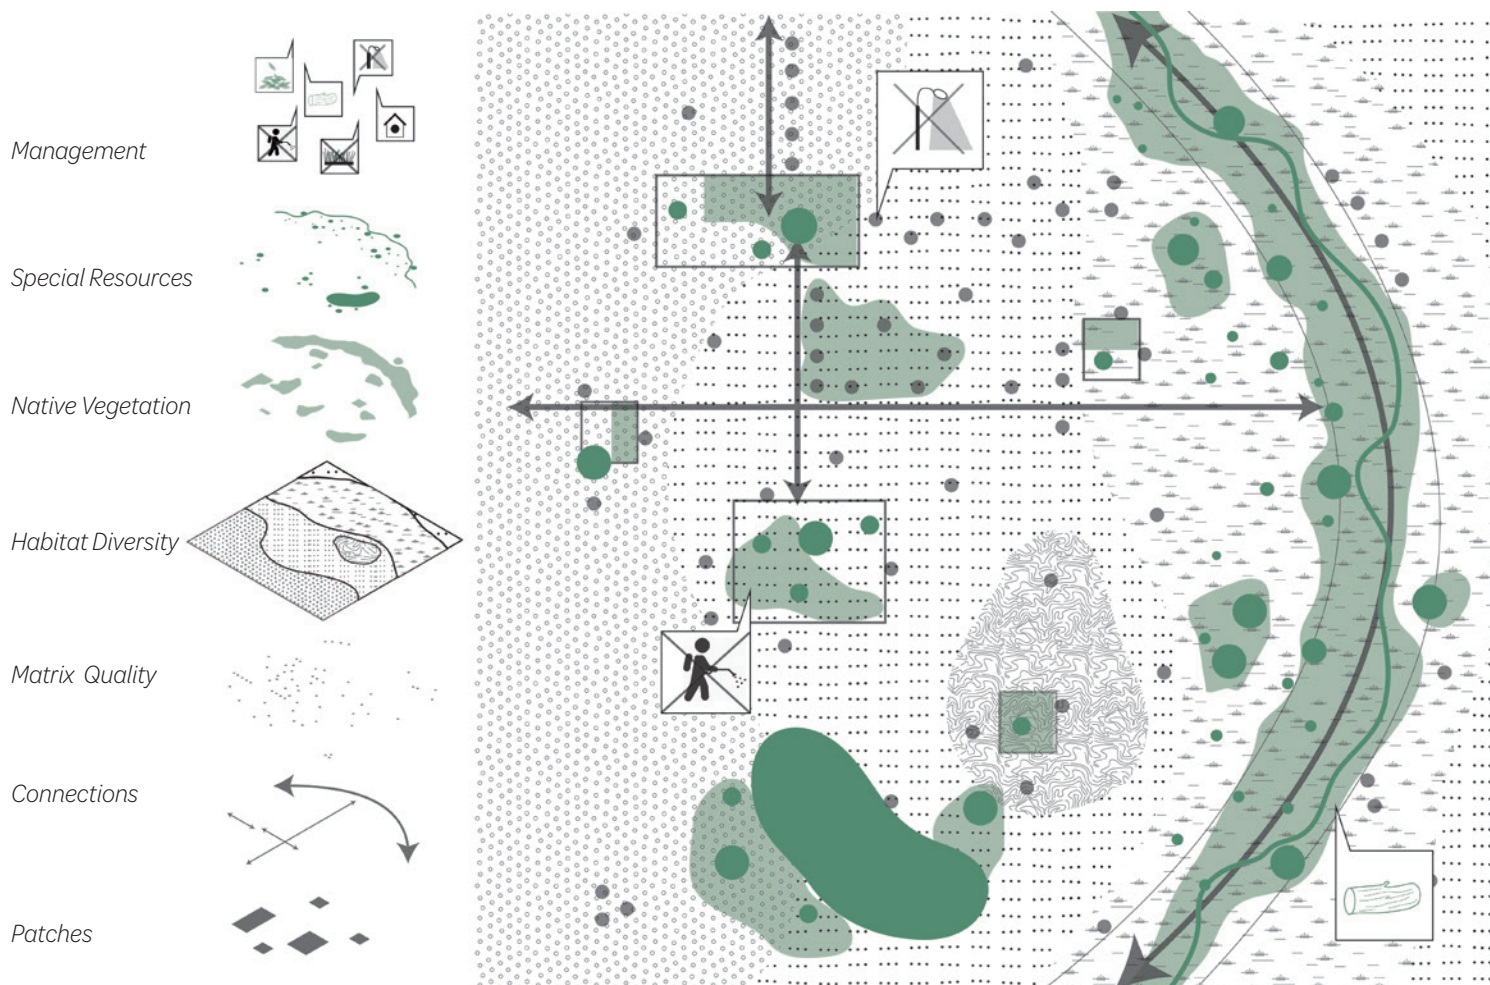 Management
Special Resources
Native Vegetation
Habitat Diversity
Matrix Quality
Connections
Patches